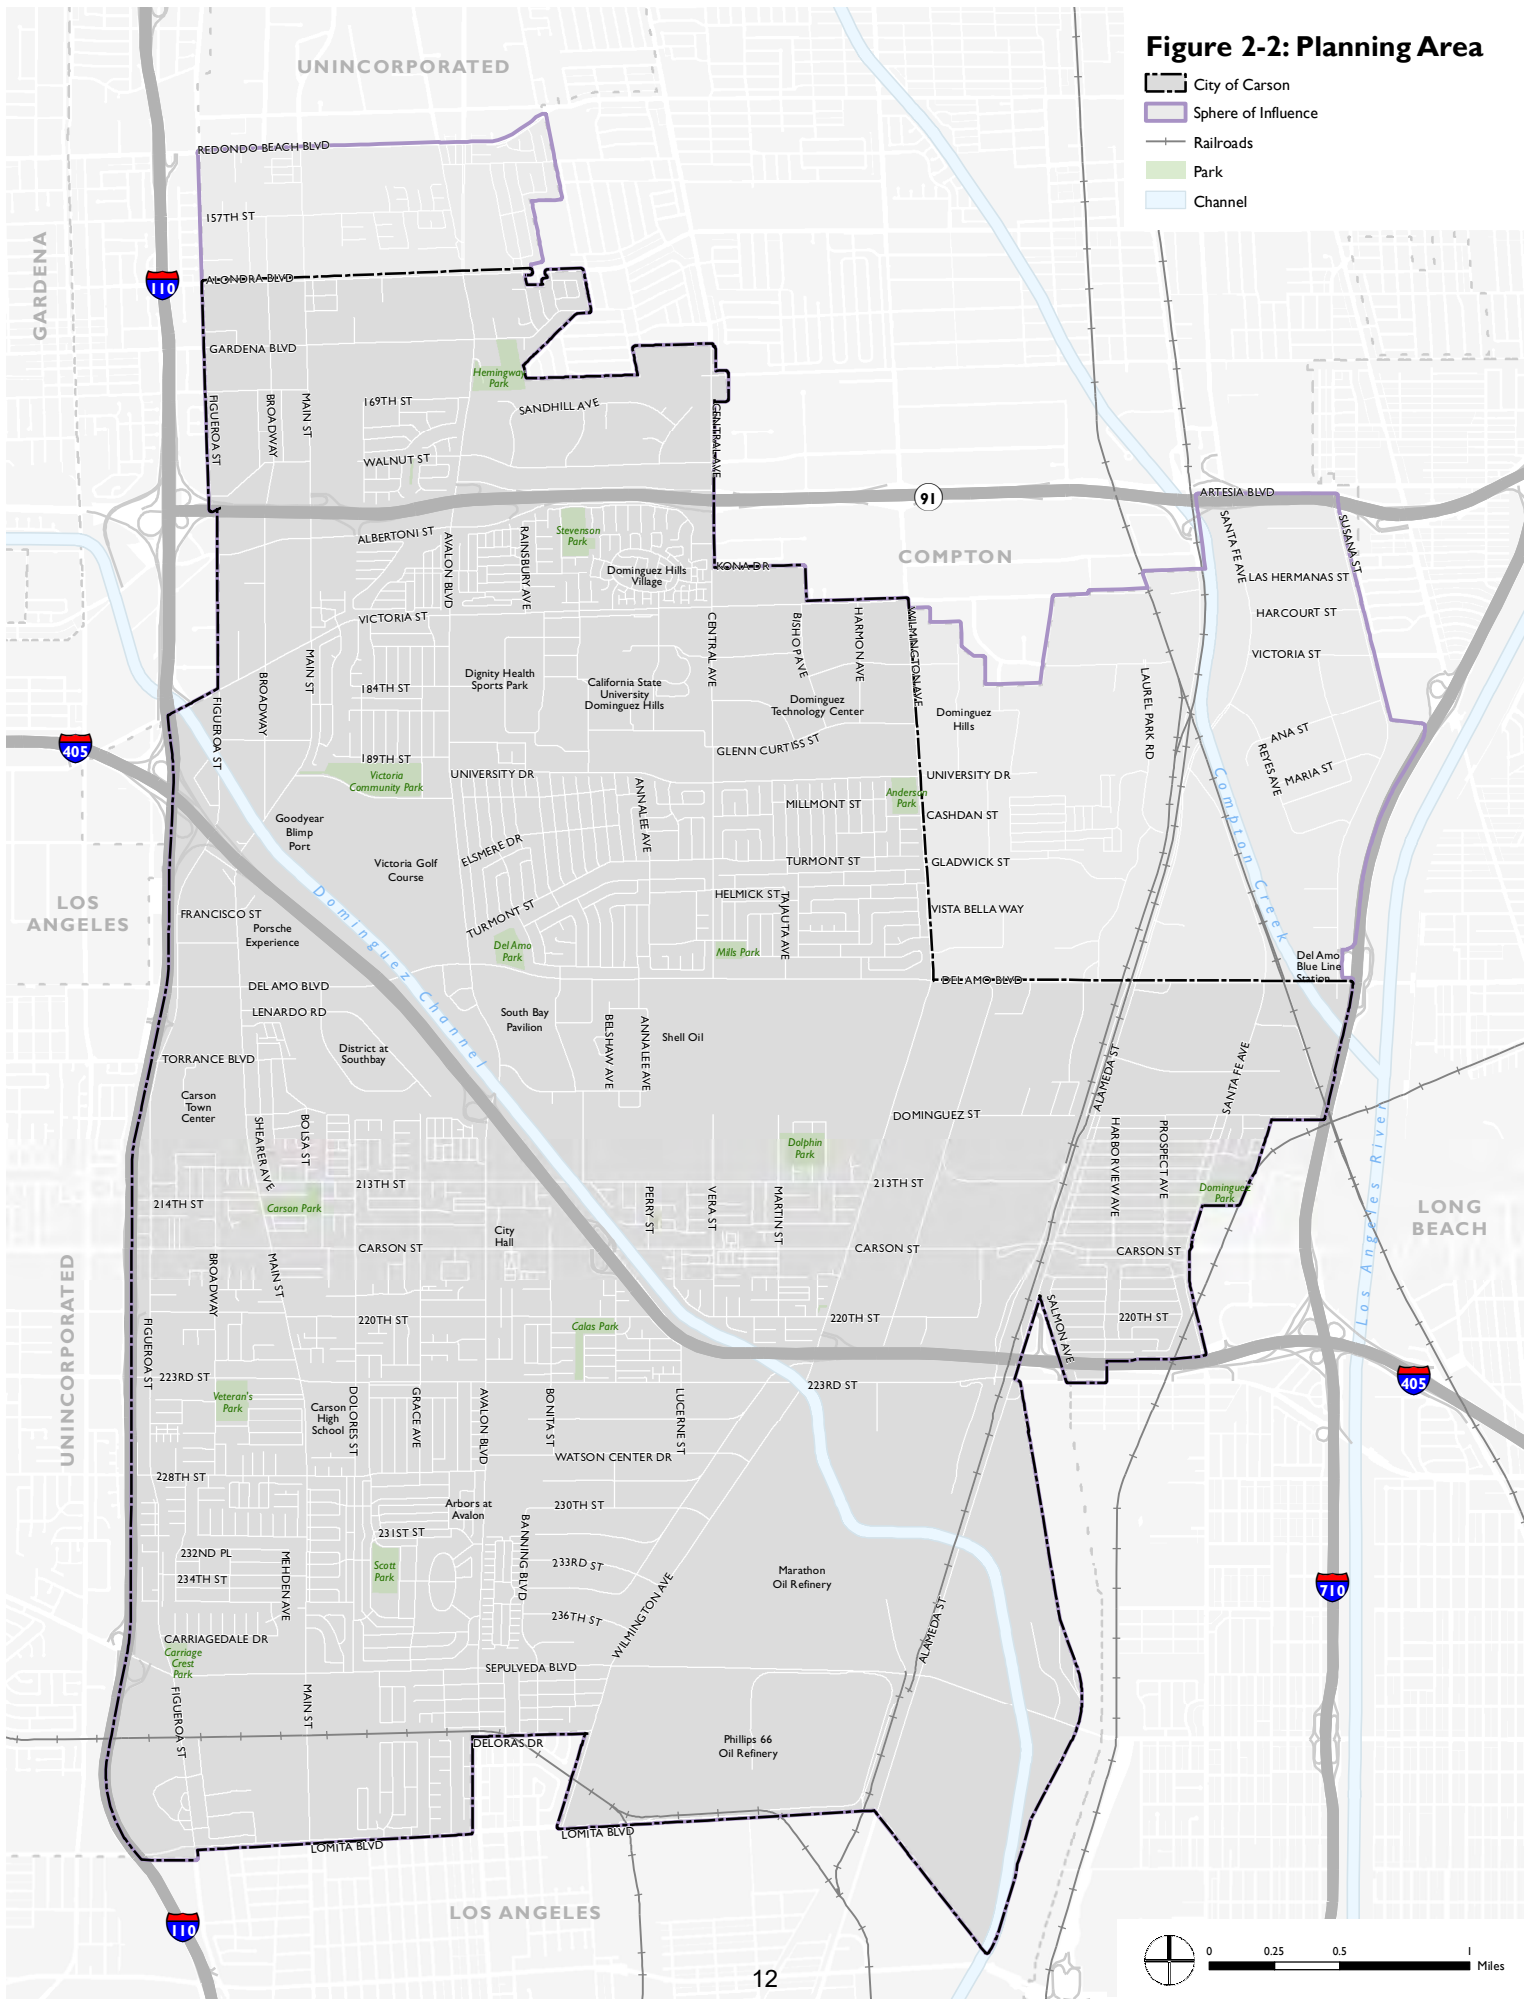 Figure 2-2: Planning Area
City of Carson
Sphere of Influence
Railroads
Park
Channel
UNINCORPORATED
REDONDO BEACH BLVD
157TH ST
GARDENA
ALONDRA BLVD
110
GARDENA BLVD
Hemingway
Park
169TH ST
SANDHILL AVE
FIGUEROA ST
BROADWAY
MAIN ST
CENTRAL AVE
WALNUT ST
91
ARTESIA BLVD
ALBERTONI ST
AVALON BLVD
RAINSBURY AVE
Stevenson
Park
SANTA FE AVE
SUSANA ST
COMPTON
Dominguez Hills
Village
KONA DR
LAS HERMANAS ST
VICTORIA ST
HARCOURT ST
CENTRAL AVE
BISHOP AVE
HARMON AVE
WILMINGTON AVE
VICTORIA ST
MAIN ST
BROADWAY
184TH ST
Dignity Health
Sports Park
California State
University
Dominguez Hills
Dominguez
Technology Center
Dominguez
Hills
LAUREL PARK RD
FIGUEROA ST
405
ANA ST
REYES AVE
MARIA ST
GLENN CURTISS ST
189TH ST
Victoria
Community Park
UNIVERSITY DR
UNIVERSITY DR
ANNALEE AVE
MILLMONT ST
Anderson
Park
CASHDAN ST
Compton Creek
Goodyear
Blimp
Port
ELSMERE DR
Victoria Golf
Course
TURMONT ST
GLADWICK ST
Dominguez Channel
HELMICK ST
TAJAUTA AVE
VISTA BELLA WAY
LOS
ANGELES
FRANCISCO ST
Porsche
Experience
TURMONT ST
Del Amo
Park
Mills Park
Del Amo
Blue Line
Station
DEL AMO BLVD
DEL AMO BLVD
LENARDO RD
South Bay
Pavilion
BELSHAW AVE
ANNALEE AVE
Shell Oil
District at
Southbay
TORRANCE BLVD
ALAMEDA ST
SANTA FE AVE
Carson
Town
Center
SHEARER AVE
BOLSA ST
DOMINGUEZ ST
HARBOR VIEW AVE
PROSPECT AVE
Dolphin
Park
Los Angeles River
213TH ST
213TH ST
Dominguez
Park
214TH ST
Carson Park
PERRY ST
VERA ST
MARTIN ST
LONG
BEACH
City
Hall
CARSON ST
CARSON ST
CARSON ST
UNINCORPORATED
BROADWAY
MAIN ST
FIGUEROA ST
220TH ST
Calas Park
220TH ST
SALMON AVE
220TH ST
223RD ST
223RD ST
405
Veteran's
Park
Carson
High
School
DOLORES ST
GRACE AVE
AVALON BLVD
BONITA ST
LUCERNE ST
WATSON CENTER DR
228TH ST
Arbors at
Avalon
230TH ST
BANNING BLVD
231ST ST
232ND PL
234TH ST
MEHDEN AVE
Scott
Park
233RD ST
Marathon
Oil Refinery
710
236TH ST
WILMINGTON AVE
ALAMEDA ST
CARRIAGEDALE DR
Carriage
Crest
Park
SEPULVEDA BLVD
FIGUEROA ST
MAIN ST
DELORAS DR
Phillips 66
Oil Refinery
LOMITA BLVD
LOMITA BLVD
LOS ANGELES
110
0 0.25 0.5 1
Miles
12